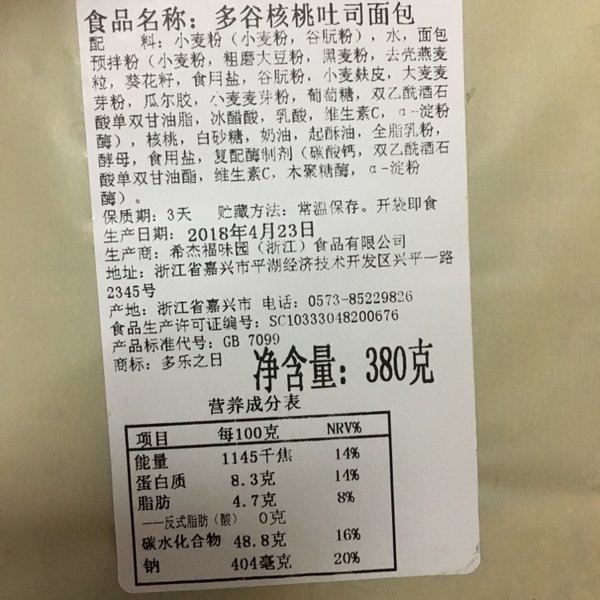 食品名称：多谷核桃吐司面包
配 料：小麦粉（小麦粉，谷朊粉），水，面包
预拌粉（小麦粉，粗磨大豆粉，黑麦粉，去壳燕麦
粒，葵花籽，食用盐，谷朊粉，小麦麸皮，大麦麦
芽粉，瓜尔胶，小麦麦芽粉，葡萄糖，双乙酰酒石
酸单双甘油脂，冰醋酸，乳酸，维生素C，α-淀粉
酶），核桃，白砂糖，奶油，起酥油，全脂乳粉，
酵母，食用盐，复配酶制剂（碳酸钙，双乙酰酒石
酸单双甘油酯，维生素C，木聚糖酶，α-淀粉
酶）。
保质期：3天 贮藏方法：常温保存。开袋即食
生产日期：2018年4月23日
生产商：希杰福味园（浙江）食品有限公司
地址：浙江省嘉兴市平湖经济技术开发区兴平一路
2345号
产地：浙江省嘉兴市 电话：0573-85229826
食品生产许可证编号：SC10333048200676
产品标准代号：GB 7099
商标：多乐之日
净含量：380克
营养成分表
项目 每100克 NRV%
能量 1145千焦 14%
蛋白质 8.3克 14%
脂肪 4.7克 8%
——反式脂肪（酸） 0克
碳水化合物 48.8克 16%
钠 404毫克 20%